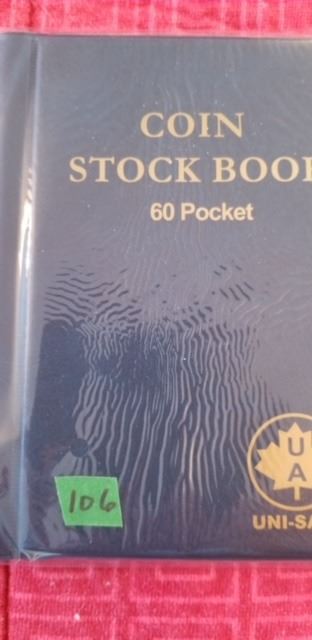 COIN
STOCK BOO
60 Pocket
U
A
106
UNI-SA